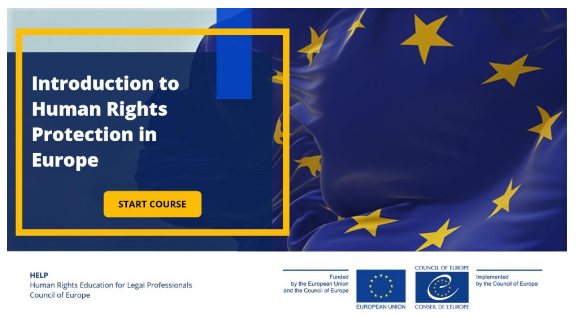 Introduction to
Human Rights
Protection in
Europe
START COURSE
HELP
Human Rights Education for Legal Professionals
Council of Europe
Funded
by the European Union
and the Council of Europe
EUROPEAN UNION
COUNCIL OF EUROPE
CONSEIL DE L'EUROPE
Implemented
by the Council of Europe